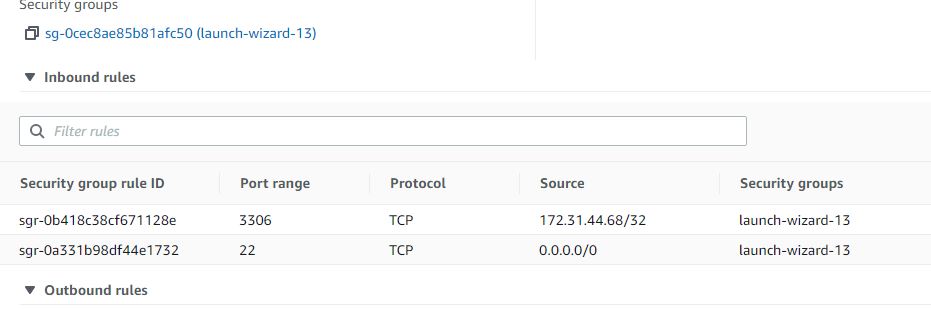 Security groups
sg-0cec8ae85b81afc50 (launch-wizard-13)
Inbound rules
Filter rules
Security group rule ID Port range Protocol Source Security groups
sgr-0b418c38cf671128e 3306 TCP 172.31.44.68/32 launch-wizard-13
sgr-0a331b98df44e1732 22 TCP 0.0.0.0/0 launch-wizard-13
Outbound rules